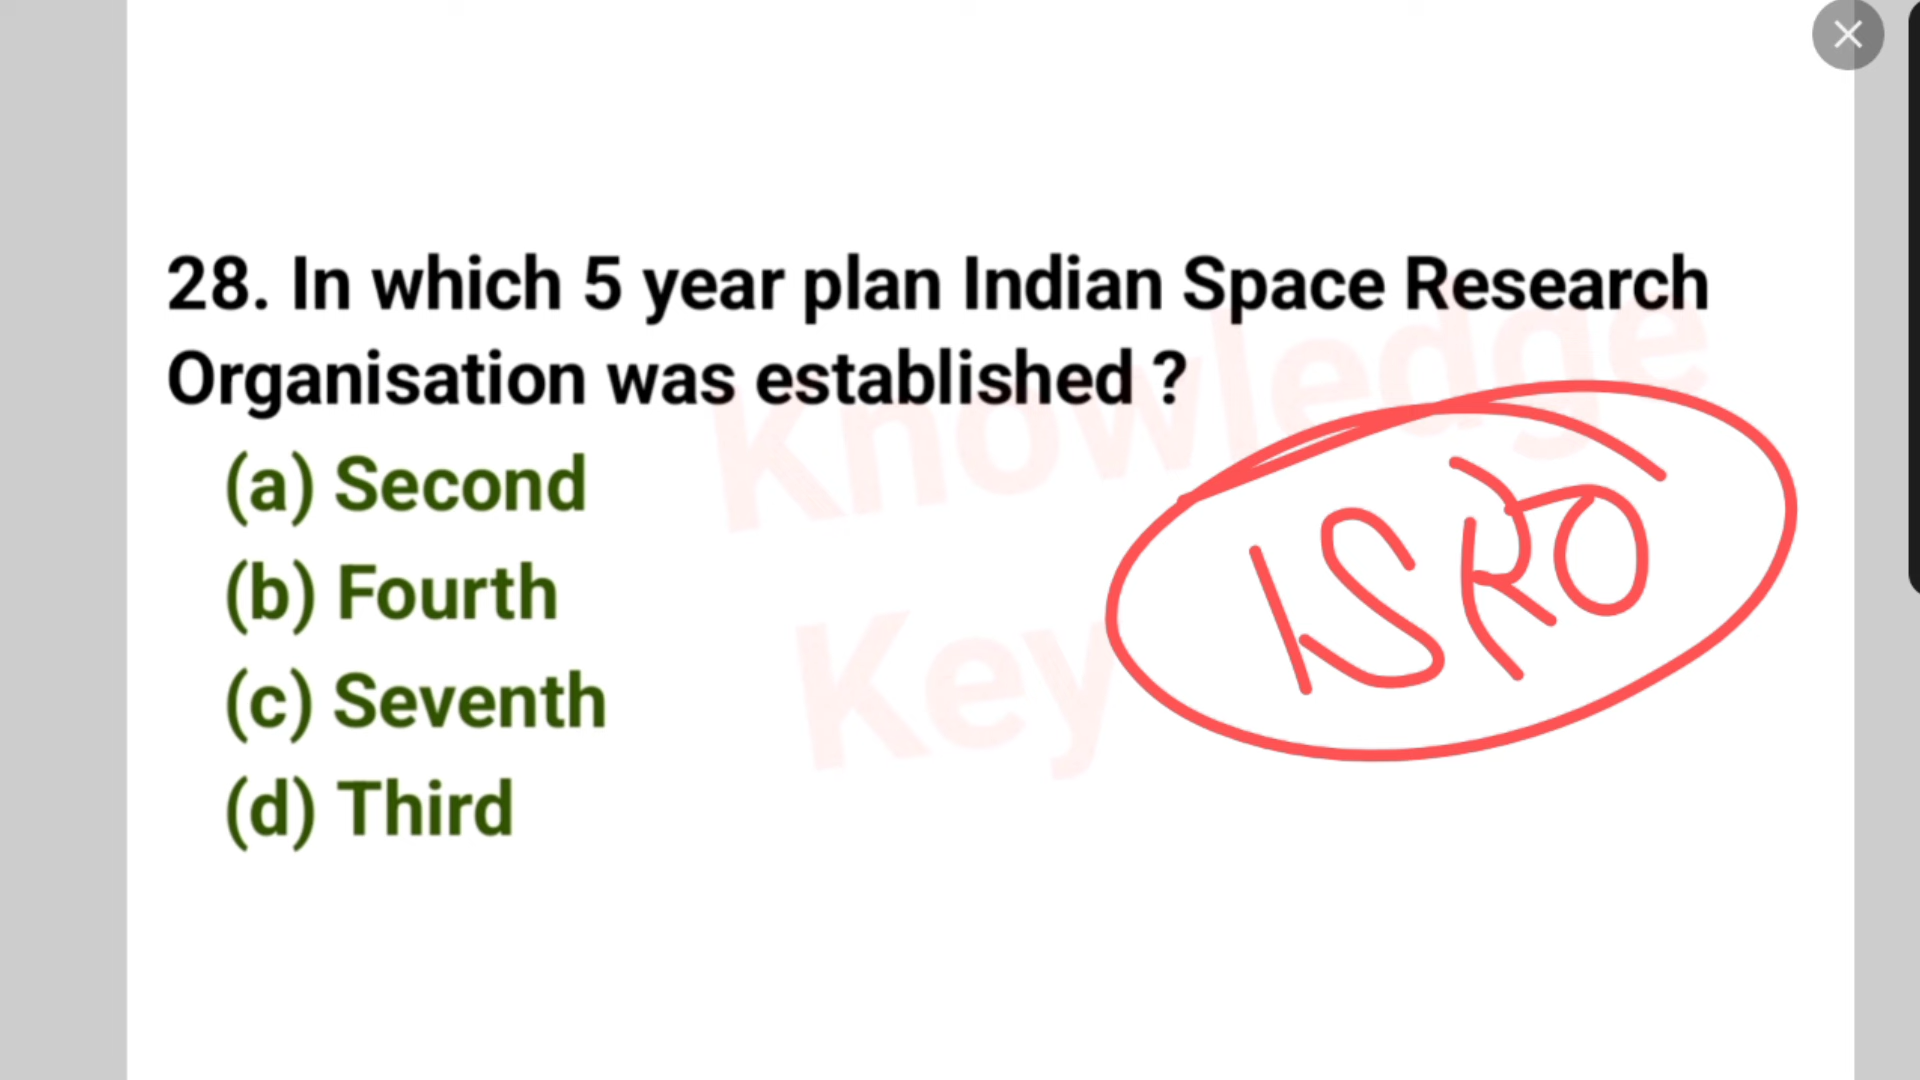 28. In which 5 year plan Indian Space Research
Organisation was established ?
(a) Second
(b) Fourth
(c) Seventh
(d) Third
ISRO
Knowledge
Key